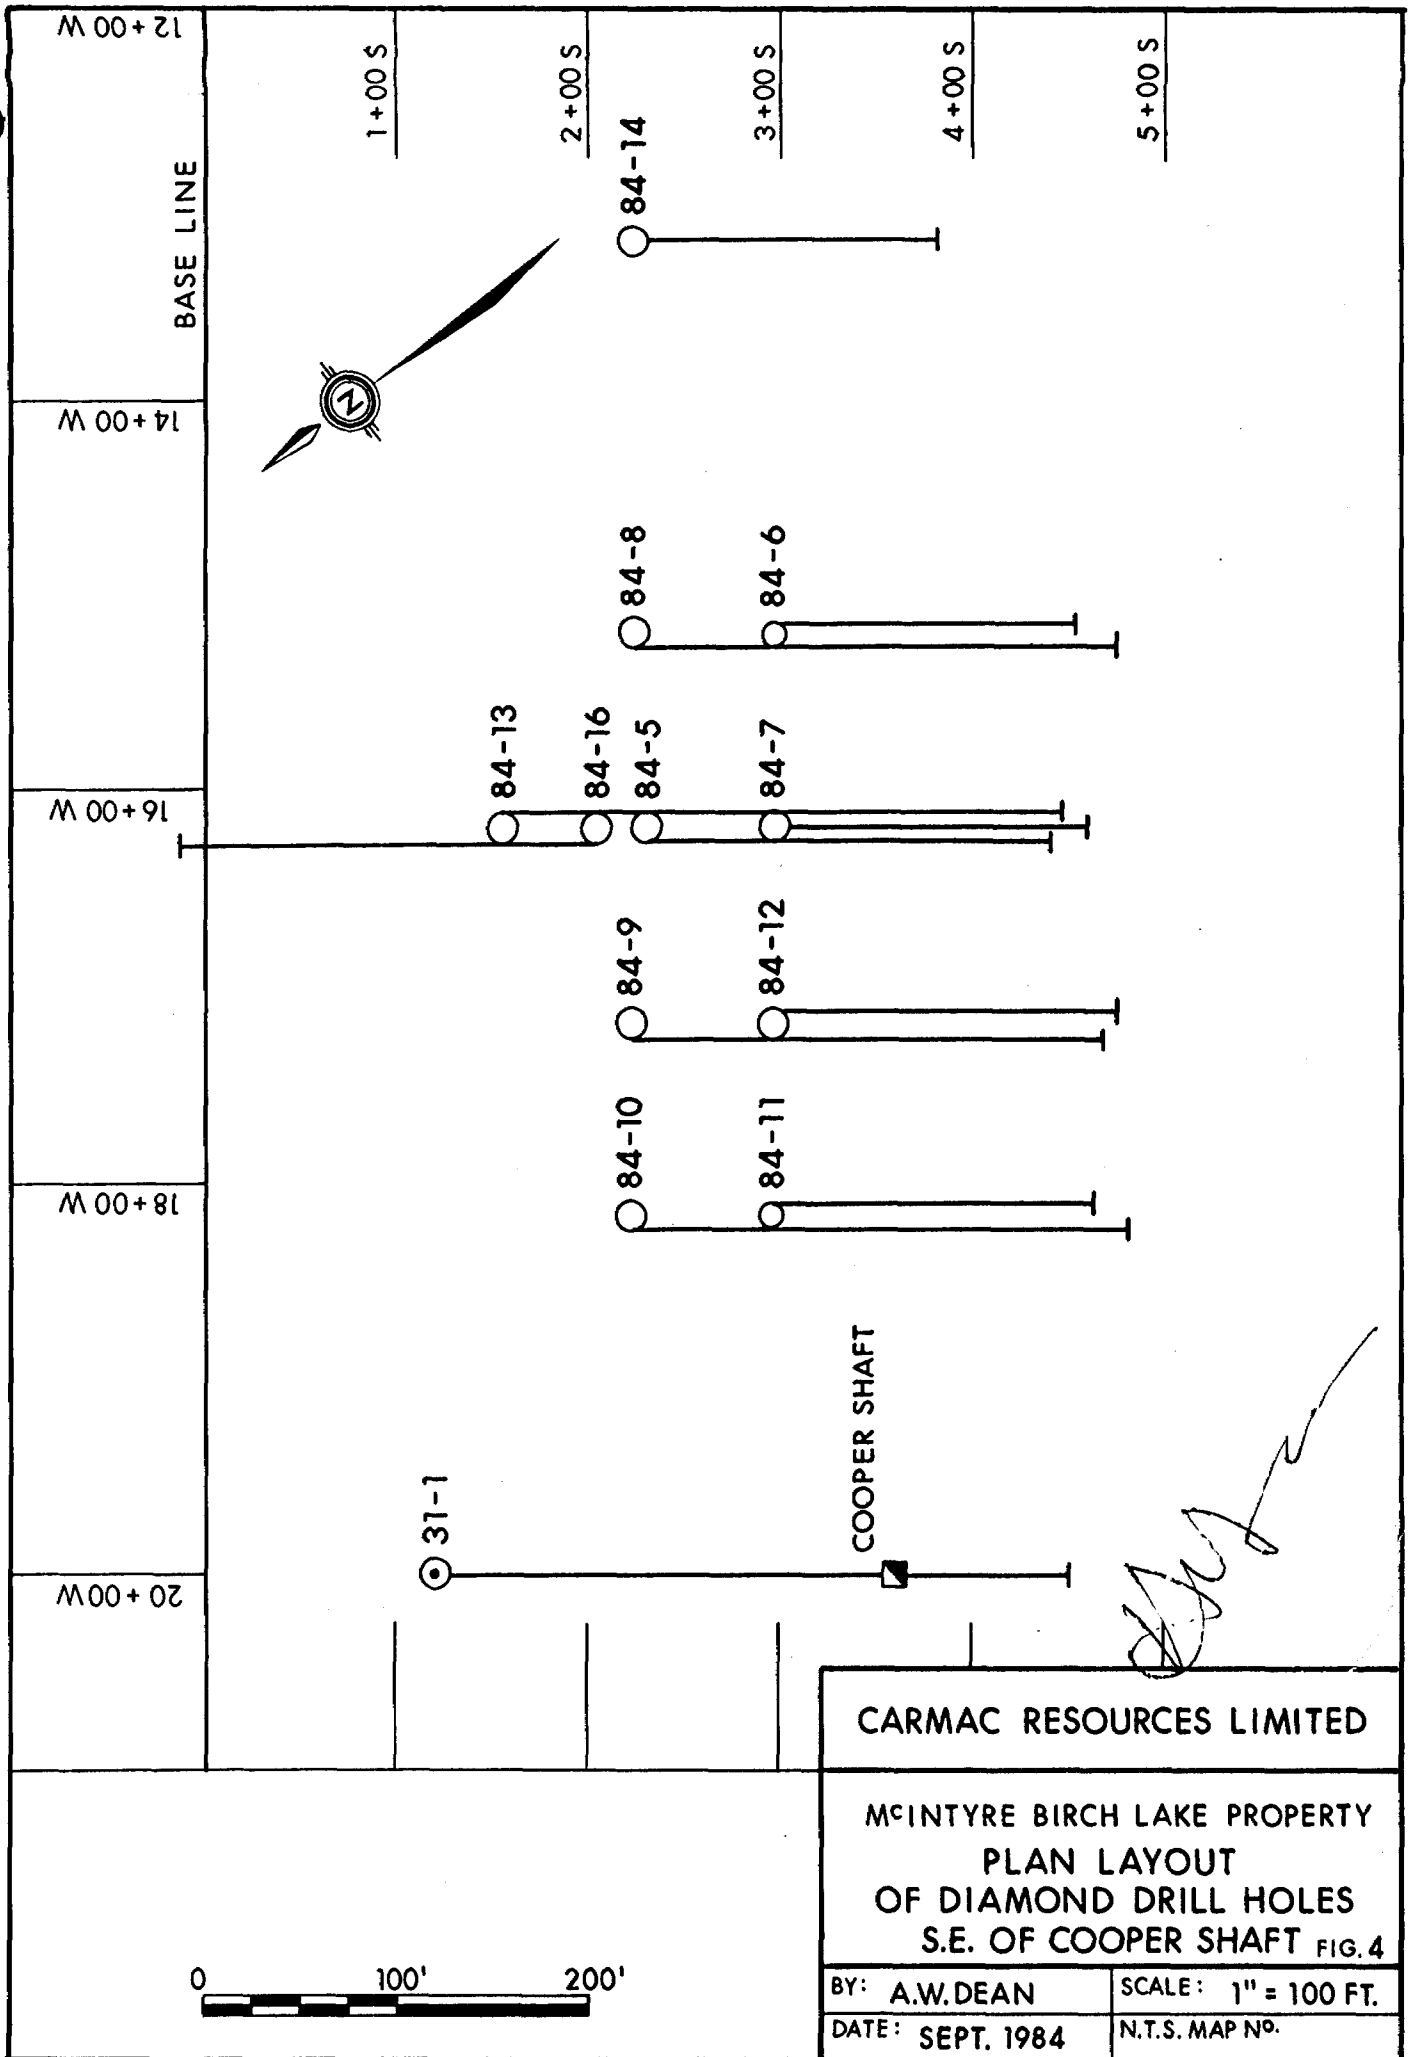 12+00 W
1+00 S
2+00 S
3+00 S
4+00 S
5+00 S
BASE LINE
84-14
14+00 W
N
84-8
84-6
84-13
84-16
84-5
84-7
16+00 W
84-9
84-12
84-10
84-11
18+00 W
COOPER SHAFT
31-1
20+00W
CARMAC RESOURCES LIMITED
McINTYRE BIRCH LAKE PROPERTY
PLAN LAYOUT
OF DIAMOND DRILL HOLES
S.E. OF COOPER SHAFT FIG. 4
0 100' 200'
BY: A.W. DEAN
SCALE: 1" = 100 FT.
DATE: SEPT. 1984
N.T.S. MAP No.